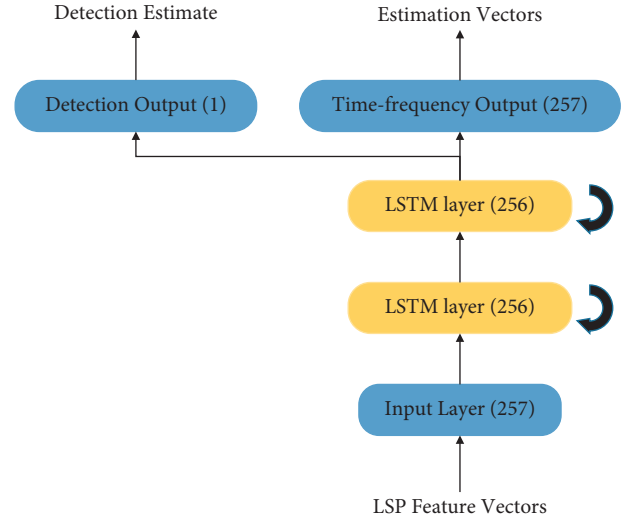 Detection Estimate
Estimation Vectors
Detection Output (1)
Time-frequency Output (257)
LSTM layer (256)
LSTM layer (256)
Input Layer (257)
LSP Feature Vectors